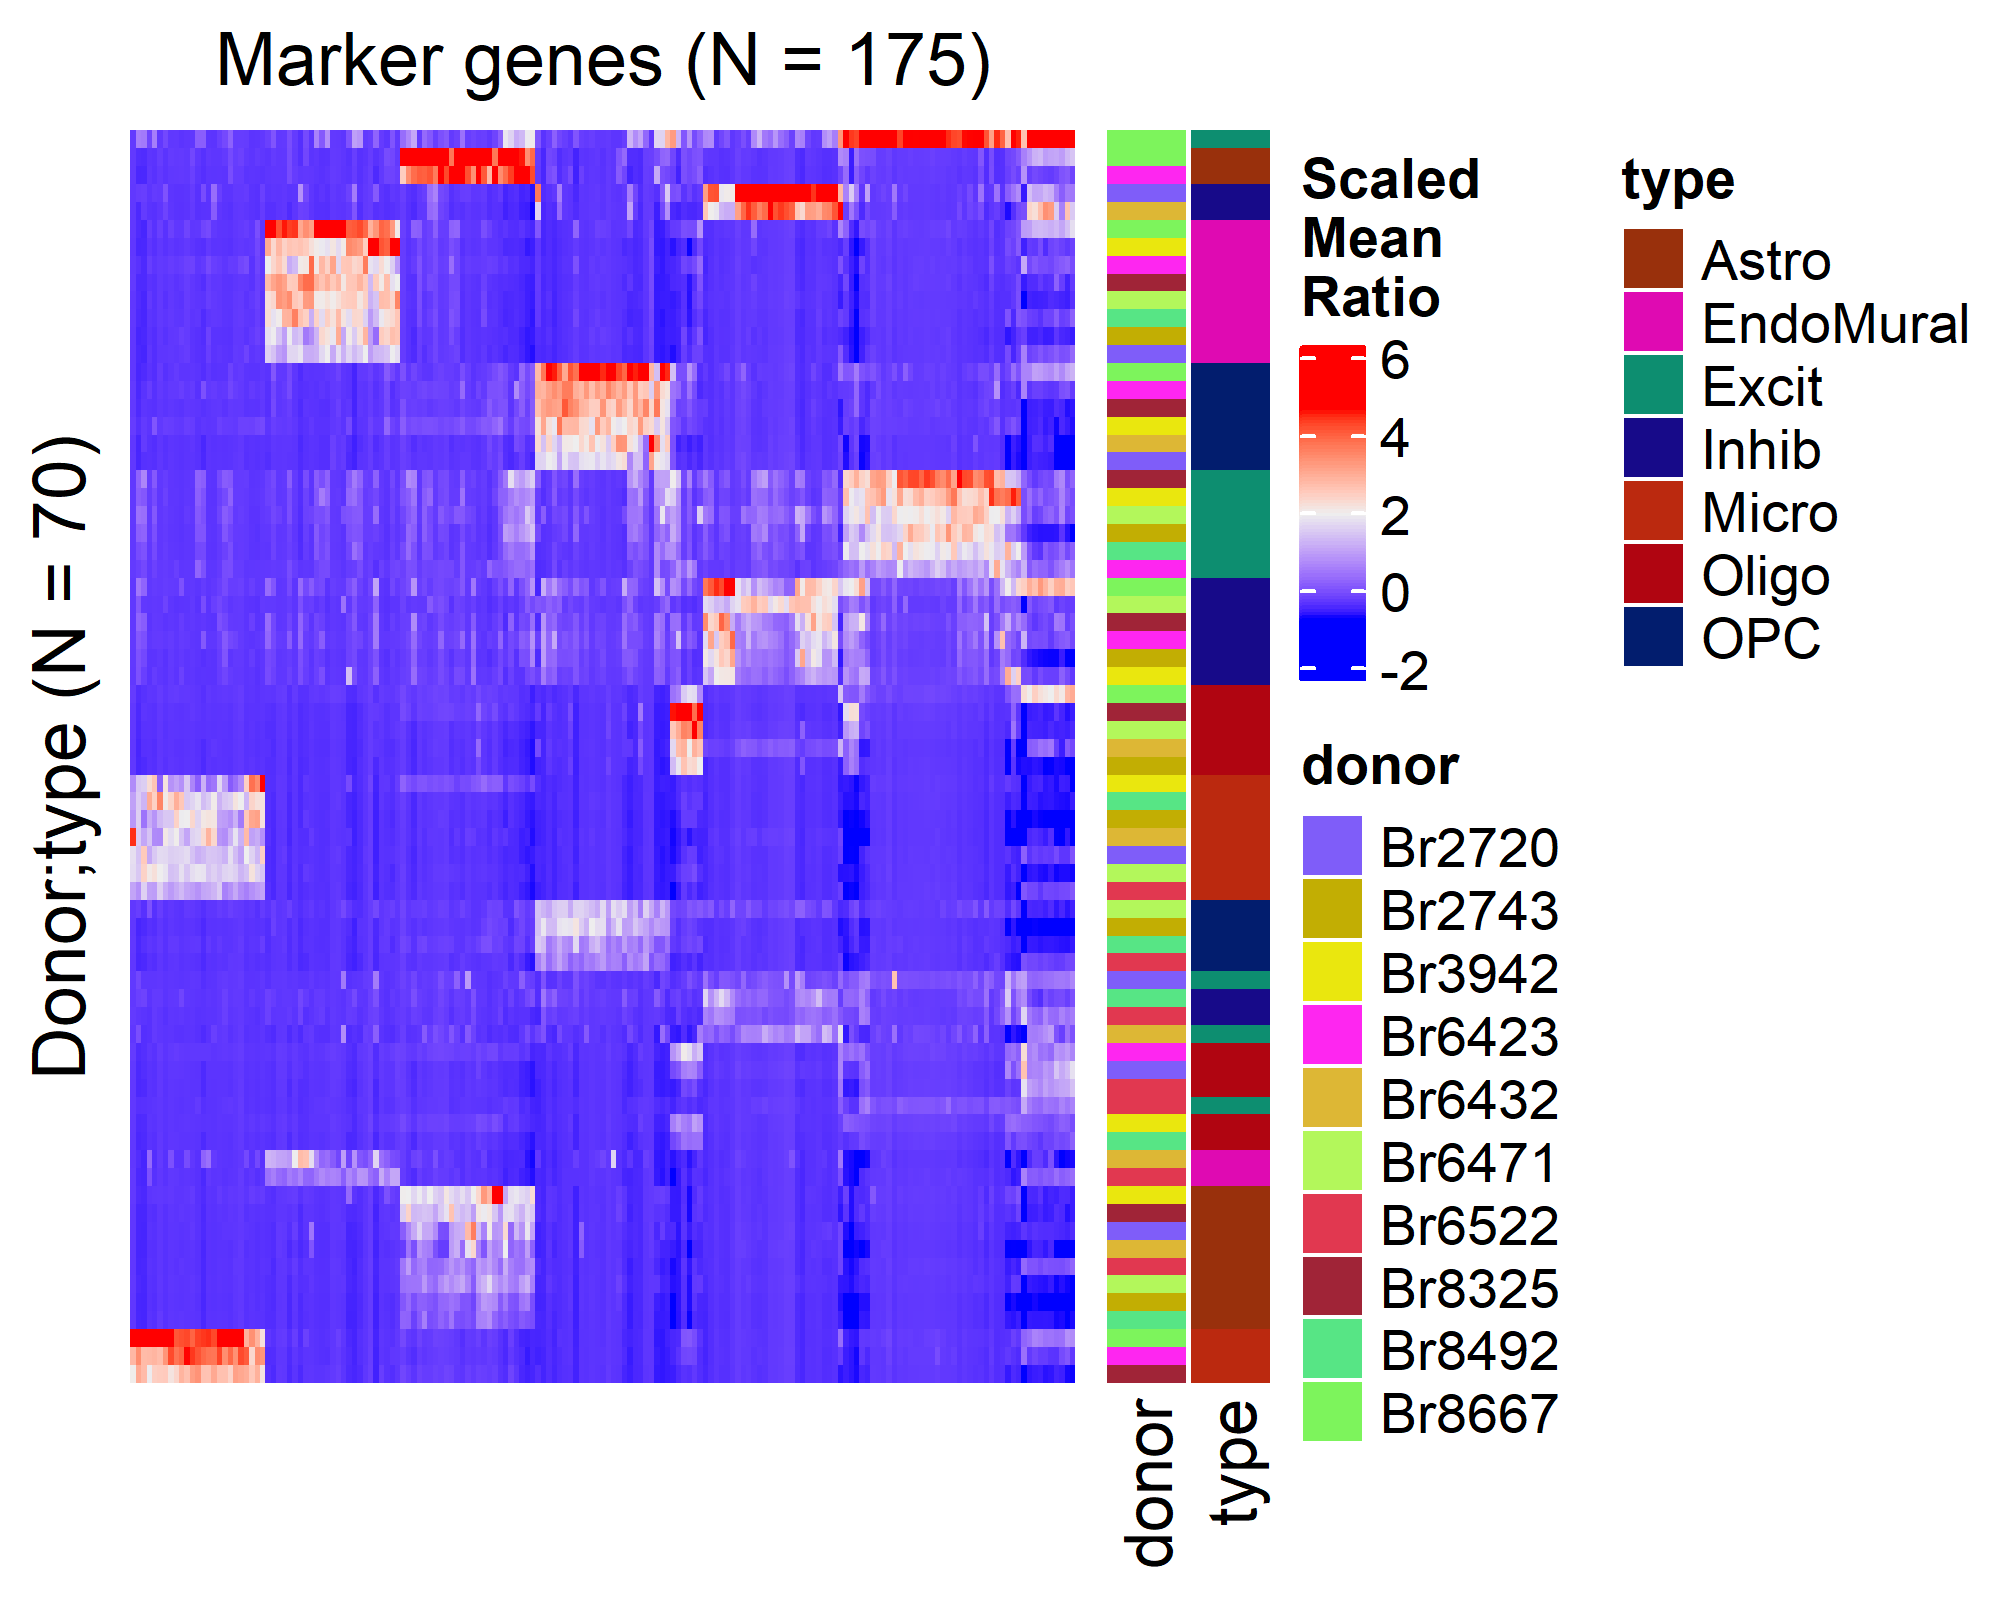 Marker genes (N = 175)
Donor;type (N = 70)
donor
type
Scaled
Mean
Ratio
6
4
2
0
-2
type
Astro
EndoMural
Excit
Inhib
Micro
Oligo
OPC
donor
Br2720
Br2743
Br3942
Br6423
Br6432
Br6471
Br6522
Br8325
Br8492
Br8667